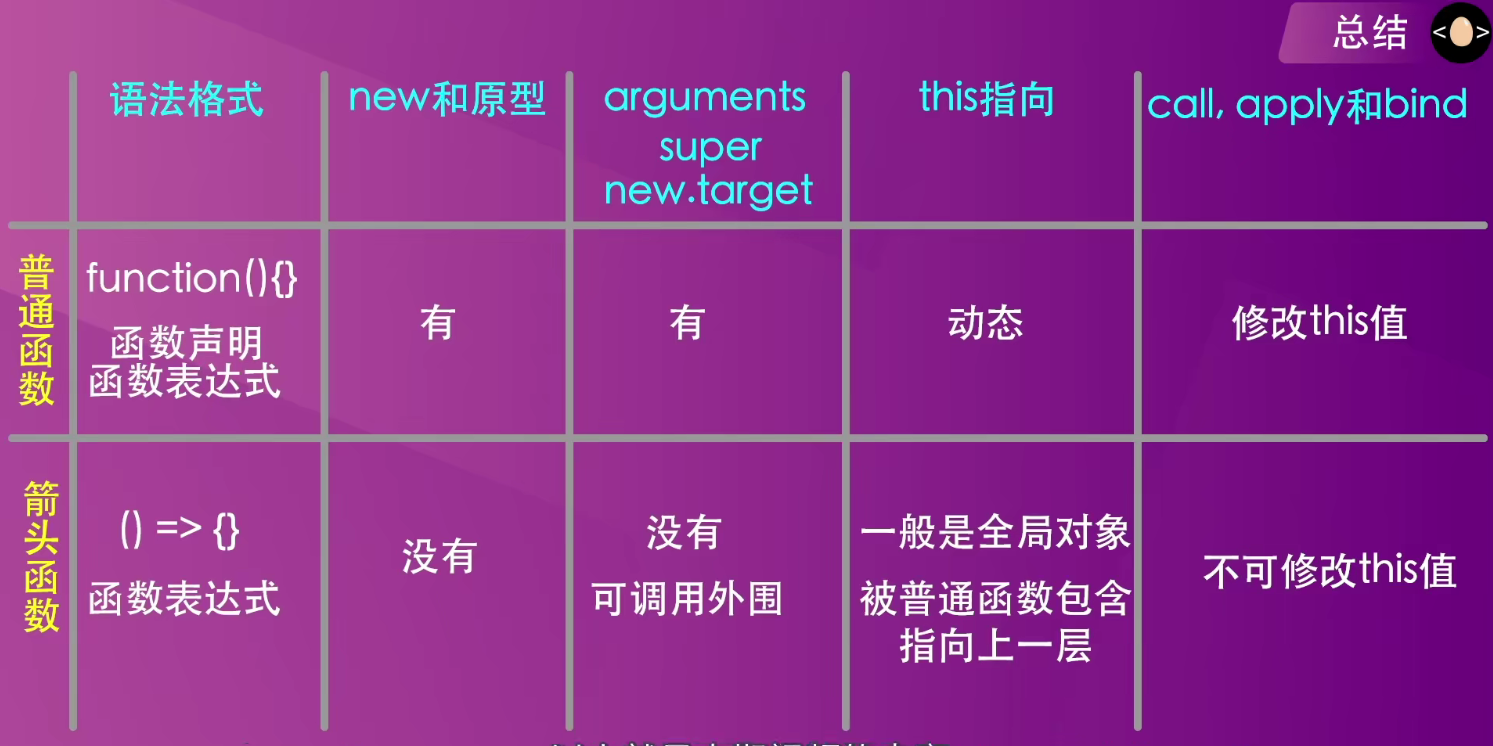 总结
<>
语法格式 new和原型 arguments super new.target this指向 call, apply和bind
普通函数
function(){}
函数声明
函数表达式
有
有
动态
修改this值
箭头函数
() => {}
函数表达式
没有
没有
可调用外围
一般是全局对象
被普通函数包含
指向上一层
不可修改this值